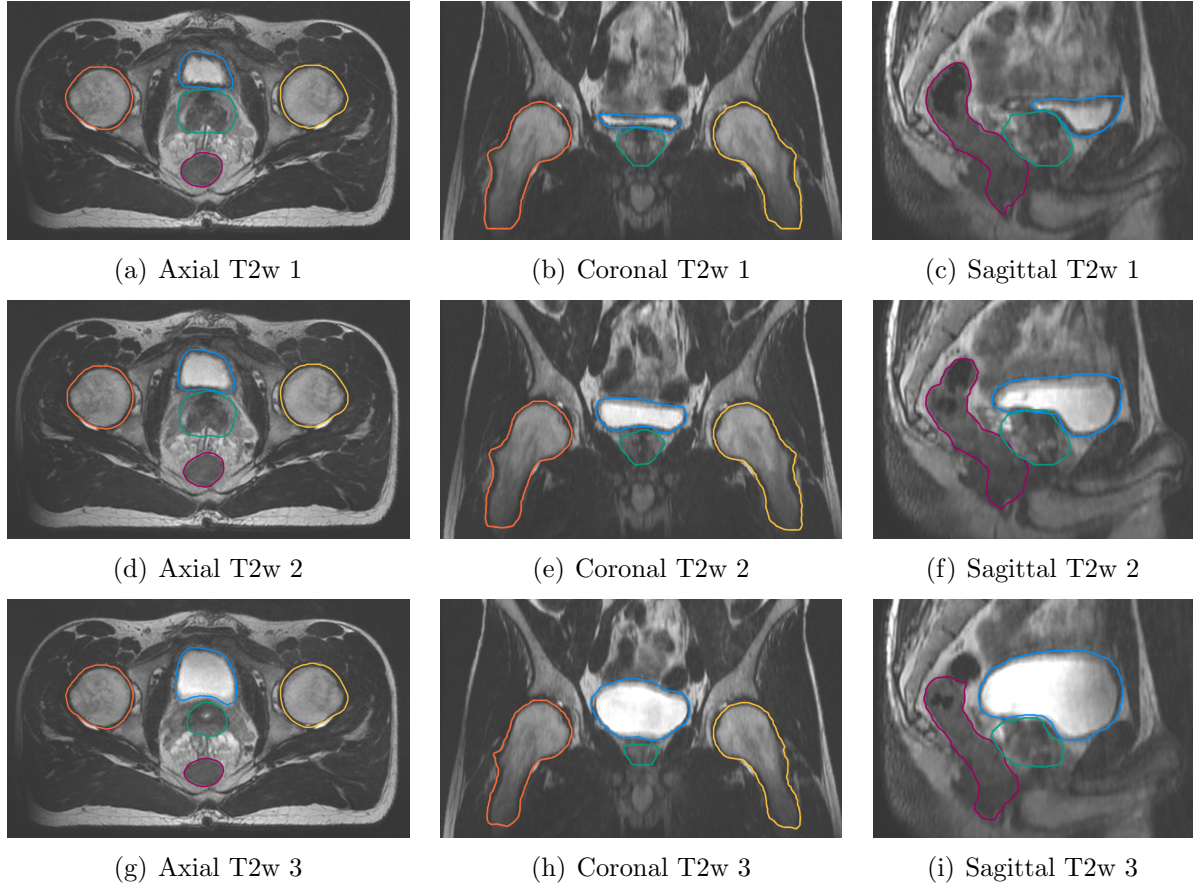 (a) Axial T2w 1
(b) Coronal T2w 1
(c) Sagittal T2w 1
(d) Axial T2w 2
(e) Coronal T2w 2
(f) Sagittal T2w 2
(g) Axial T2w 3
(h) Coronal T2w 3
(i) Sagittal T2w 3